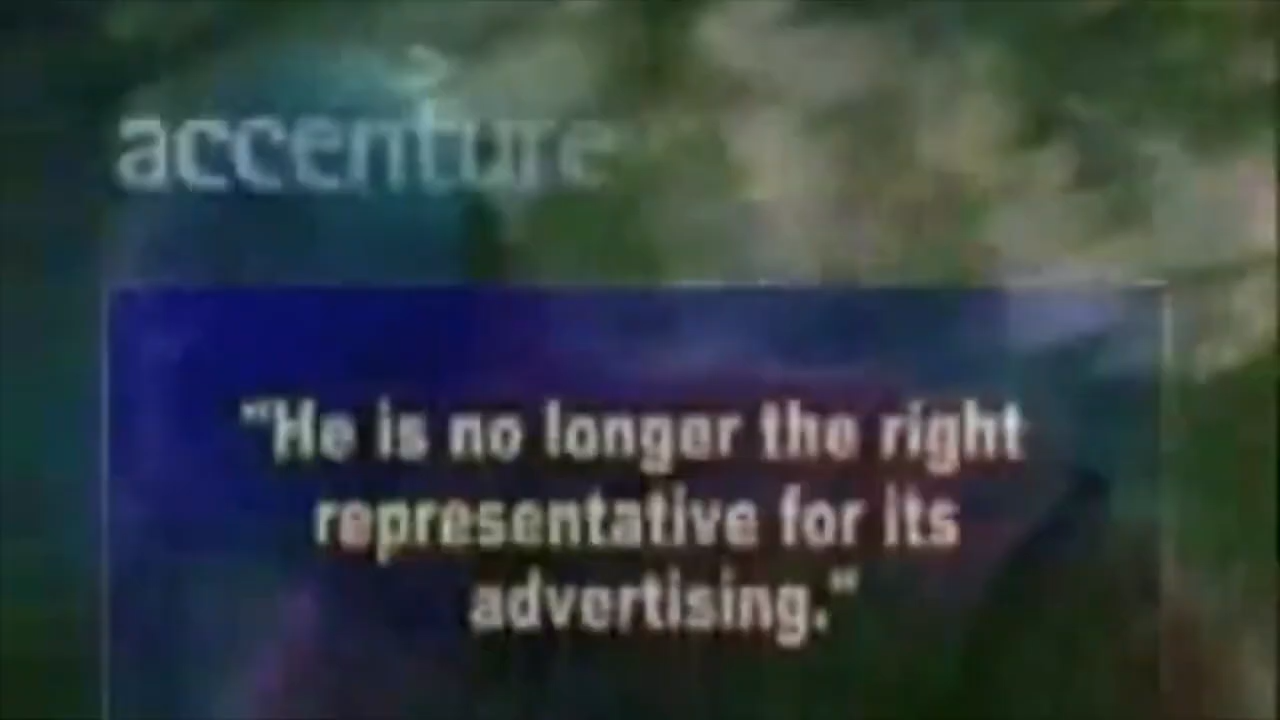 accenture
"He is no longer the right
representative for its
advertising."